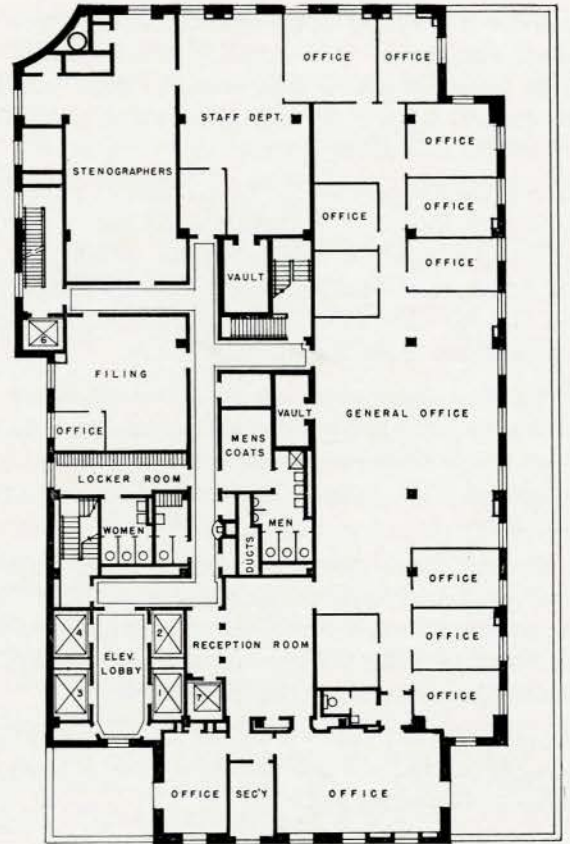 OFFICE
OFFICE
STAFF DEPT.
OFFICE
STENOGRAPHERS
OFFICE
OFFICE
VAULT
OFFICE
6
FILING
VAULT
GENERAL OFFICE
OFFICE
MENS
COATS
LOCKER ROOM
WOMEN
MEN
DUCTS
OFFICE
4
2
ELEV.
LOBBY
RECEPTION ROOM
OFFICE
3
1
7
OFFICE
OFFICE
SEC'Y
OFFICE